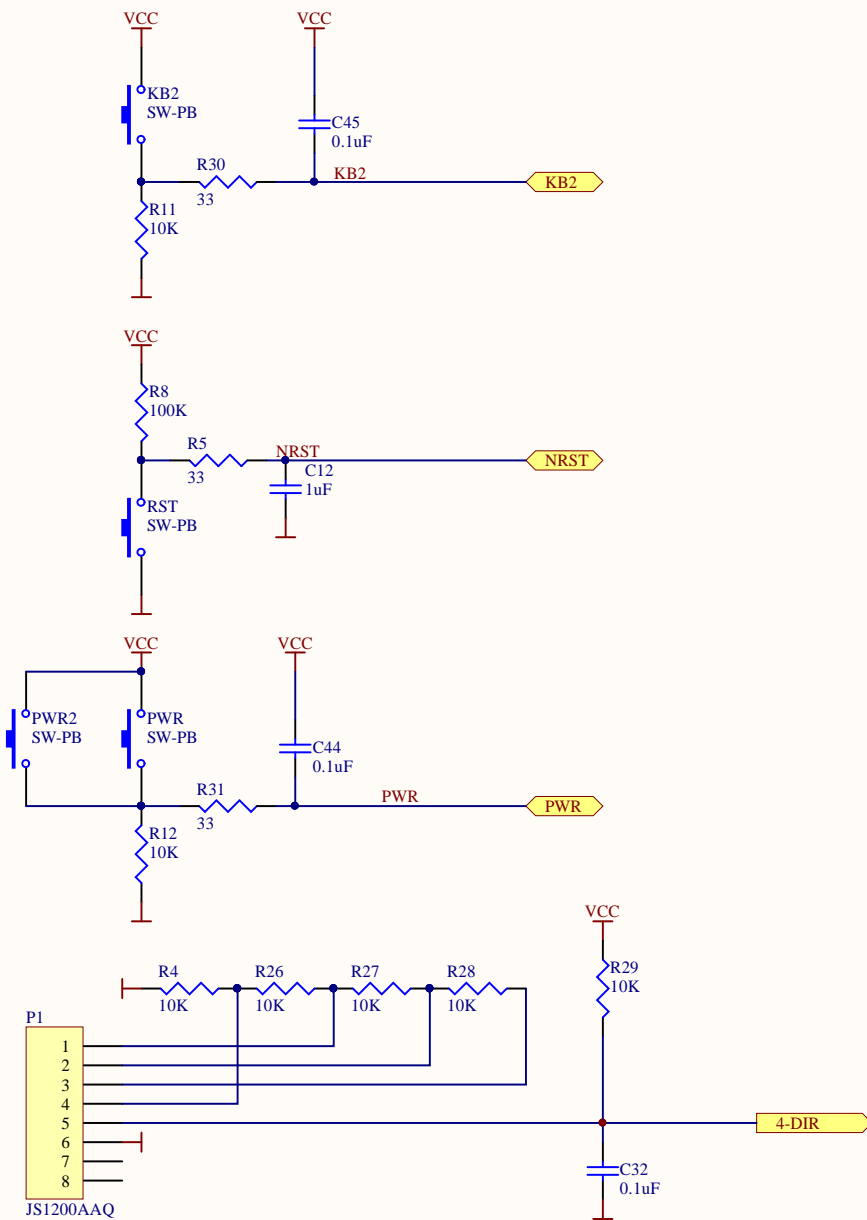 VCC
VCC
KB2
SW-PB
C45
0.1uF
R30
33
KB2
KB2
R11
10K
VCC
R8
100K
R5
33
NRST
NRST
C12
1uF
RST
SW-PB
VCC
VCC
PWR2
SW-PB
PWR
SW-PB
C44
0.1uF
R31
33
PWR
PWR
R12
10K
VCC
R4
10K
R26
10K
R27
10K
R28
10K
R29
10K
P1
1
2
3
4
5
6
7
8
JS1200AAQ
4-DIR
C32
0.1uF